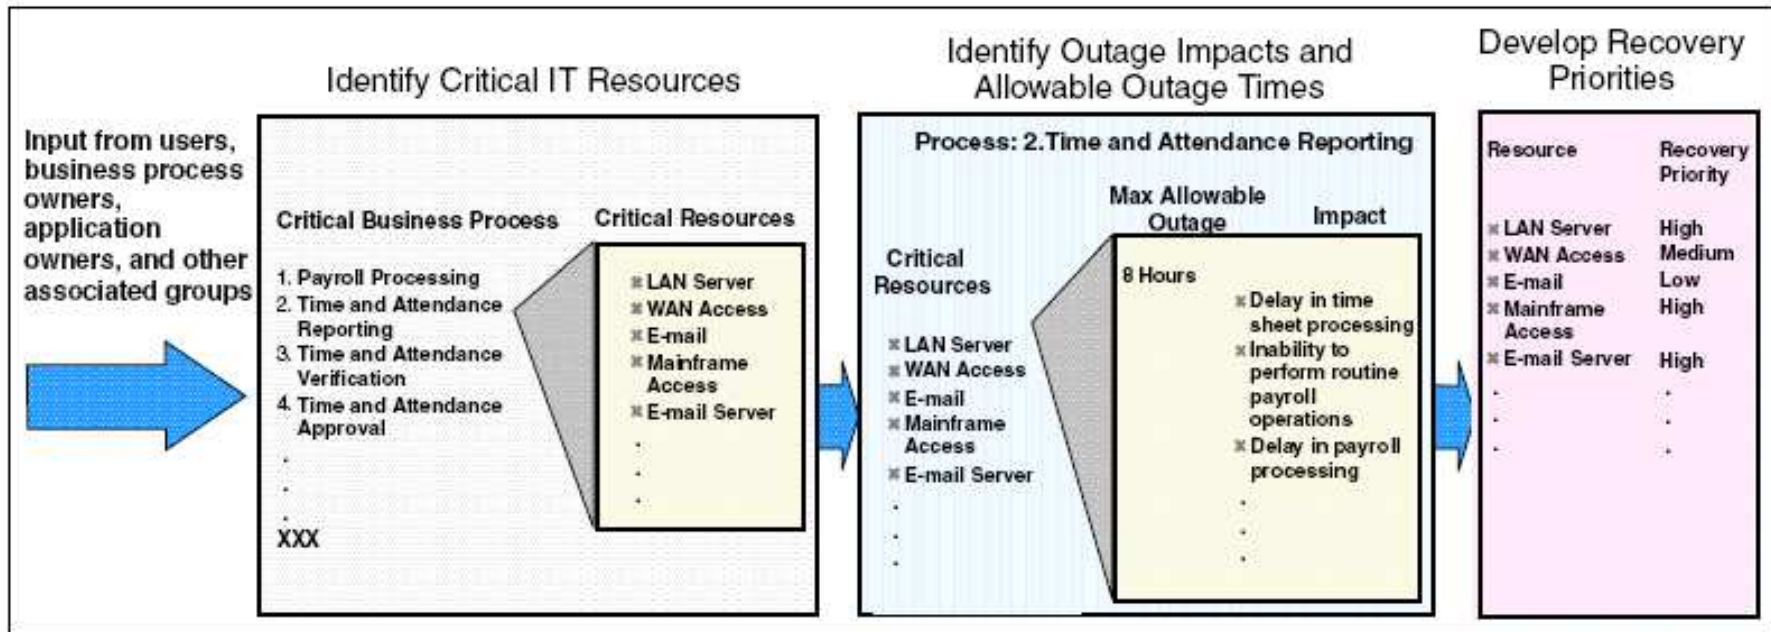 Identify Critical IT Resources
Identify Outage Impacts and
Allowable Outage Times
Develop Recovery
Priorities
Input from users,
business process
owners,
application
owners, and other
associated groups
Critical Business Process
1. Payroll Processing
2. Time and Attendance
Reporting
3. Time and Attendance
Verification
4. Time and Attendance
Approval
.
.
.
XXX
Critical Resources
LAN Server
WAN Access
E-mail
Mainframe
Access
E-mail Server
.
.
.
Process: 2.Time and Attendance Reporting
Critical
Resources
LAN Server
WAN Access
E-mail
Mainframe
Access
E-mail Server
.
.
.
Max Allowable
Outage
Impact
8 Hours
Delay in time
sheet processing
Inability to
perform routine
payroll
operations
Delay in payroll
processing
.
.
.
Resource Recovery
Priority
LAN Server High
WAN Access Medium
E-mail Low
Mainframe High
Access
E-mail Server High
. .
. .
. .